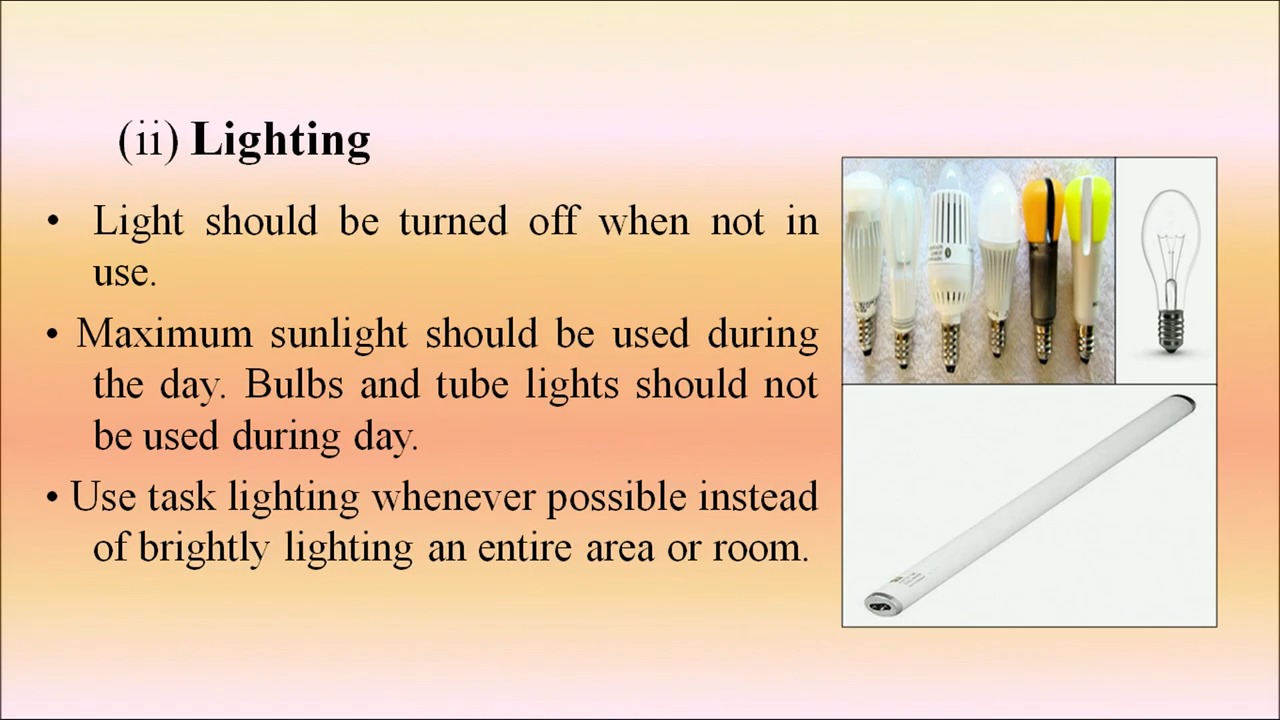 (ii) Lighting
• Light should be turned off when not in
use.
• Maximum sunlight should be used during
the day. Bulbs and tube lights should not
be used during day.
• Use task lighting whenever possible instead
of brightly lighting an entire area or room.